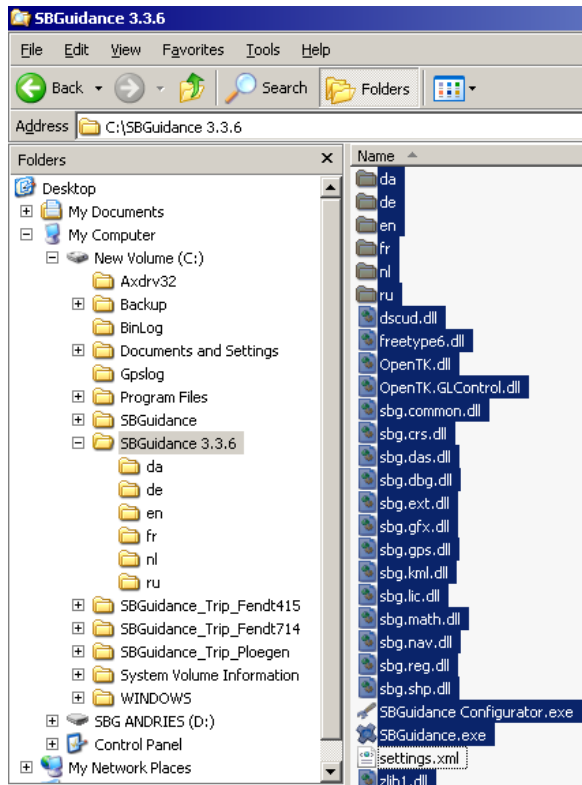 SBGuidance 3.3.6
File Edit View Favorites Tools Help
Back Search Folders
Address C:\SBGuidance 3.3.6
Folders
Desktop
My Documents
My Computer
New Volume (C:)
Axdrv32
Backup
BinLog
Documents and Settings
Gpslog
Program Files
SBGuidance
SBGuidance 3.3.6
da
de
en
fr
nl
ru
SBGuidance_Trip_Fendt415
SBGuidance_Trip_Fendt714
SBGuidance_Trip_Ploegen
System Volume Information
WINDOWS
SBG ANDRIES (D:)
Control Panel
My Network Places
Name
da
de
en
fr
nl
ru
dscud.dll
freetype6.dll
OpenTK.dll
OpenTK.GLControl.dll
sbg.common.dll
sbg.crs.dll
sbg.das.dll
sbg.dbg.dll
sbg.ext.dll
sbg.gfx.dll
sbg.gps.dll
sbg.kml.dll
sbg.lic.dll
sbg.math.dll
sbg.nav.dll
sbg.reg.dll
sbg.shp.dll
SBGuidance Configurator.exe
SBGuidance.exe
settings.xml
zlib1.dll